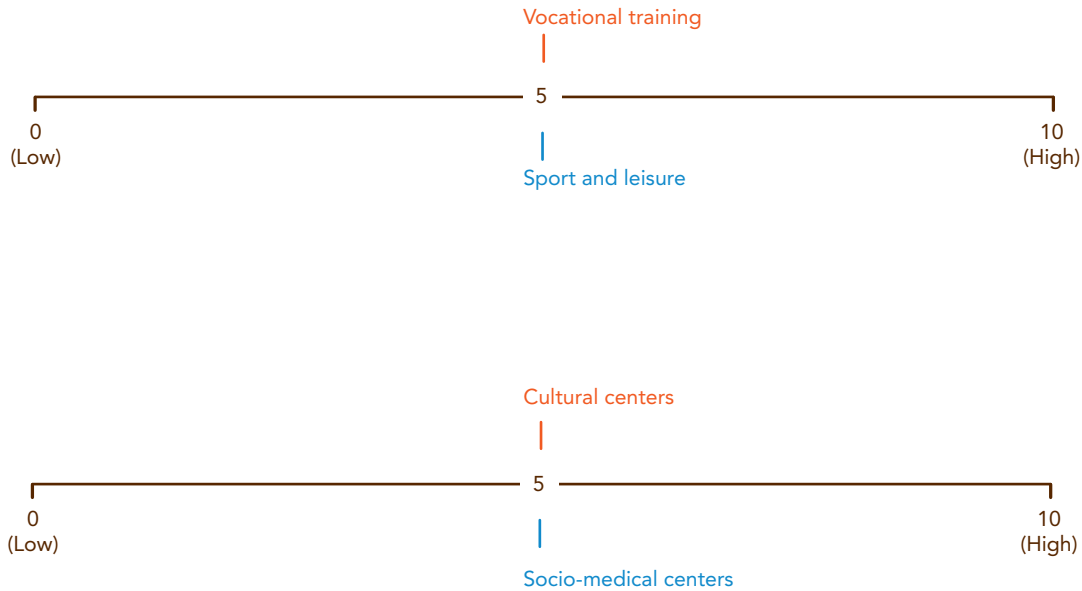 Vocational training
5
0
(Low)
10
(High)
Sport and leisure
Cultural centers
5
0
(Low)
10
(High)
Socio-medical centers